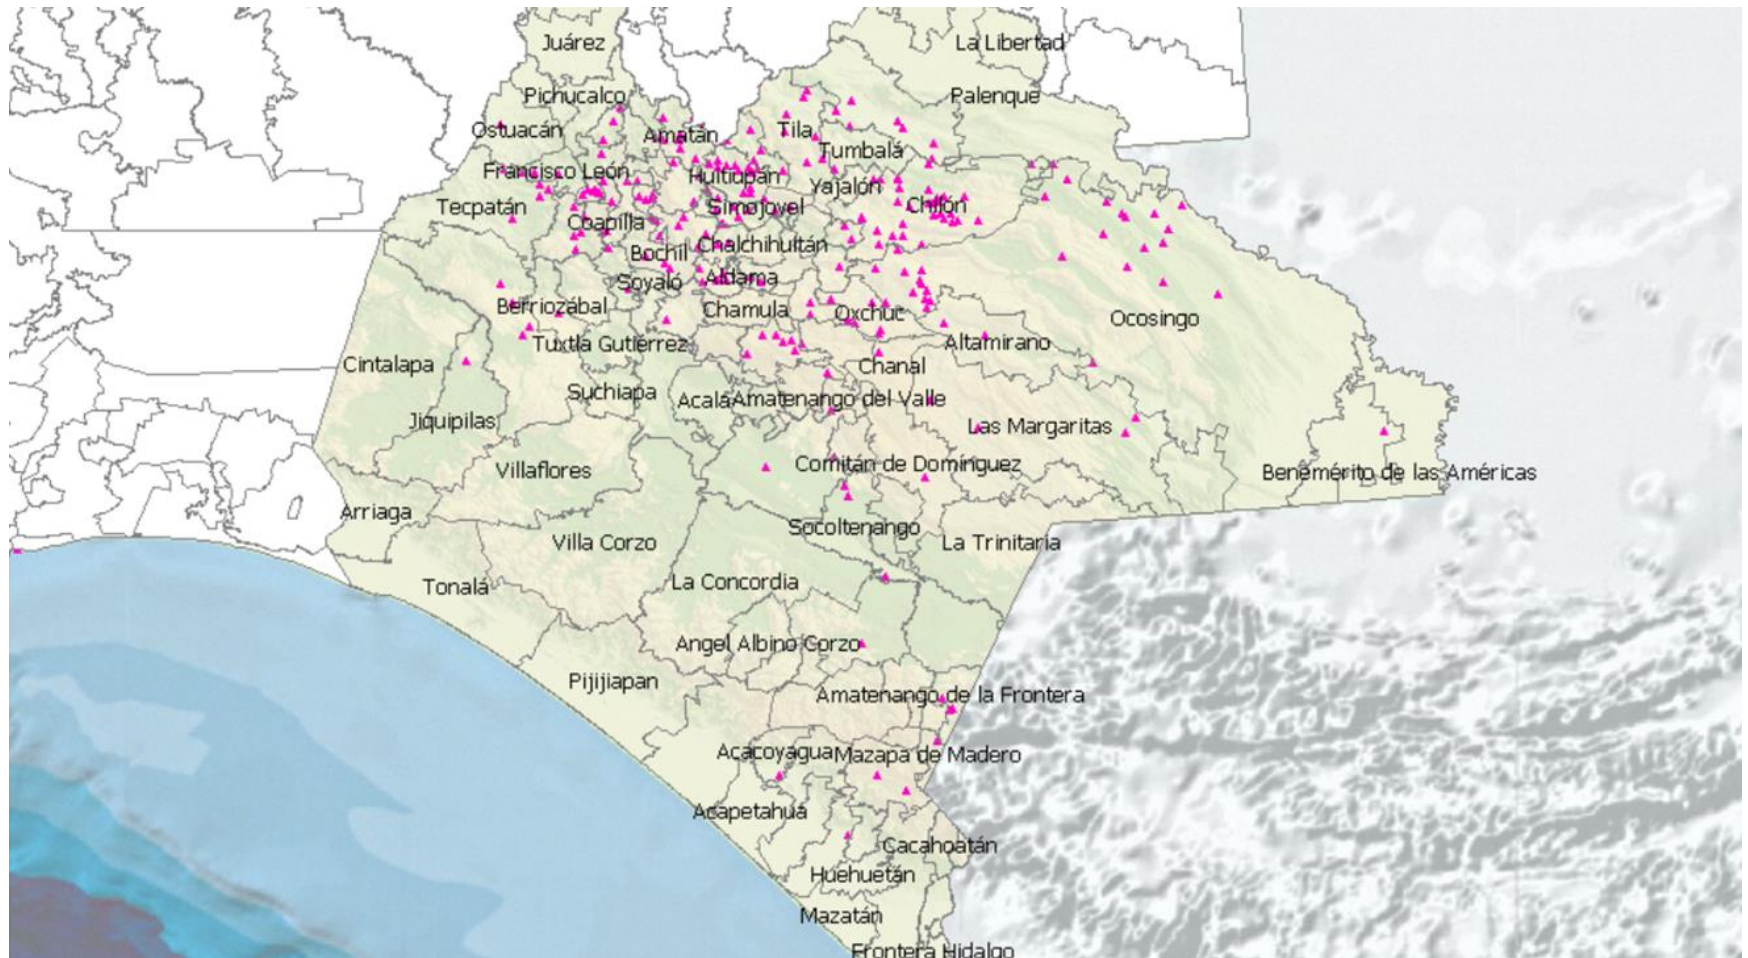 Juárez
La Libertad
Pichucalco
Palenque
Ostuacán
Amatán
Tila
Tumbalá
Francisco León
Huitiupán
Yajalón
Tecpatán
Simojovel
Chilón
Coapilla
Chalchihuitán
Bochil
Aldama
Soyaló
Berriozábal
Chamula
Oxchuc
Ocosingo
Tuxtla Gutiérrez
Altamirano
Cintalapa
Chanal
Suchiapa
Acalá
Amatenango del Valle
Jiquipilas
Las Margaritas
Villaflores
Comitán de Domínguez
Benemérito de las Américas
Arriaga
Socoltenango
Villa Corzo
La Trinitaria
Tonalá
La Concordia
Angel Albino Corzo
Pijijiapan
Amatenango de la Frontera
Acacoyagua
Mazapa de Madero
Acapetahua
Cacahoatán
Huehuetán
Mazatán
Frontera Hidalgo